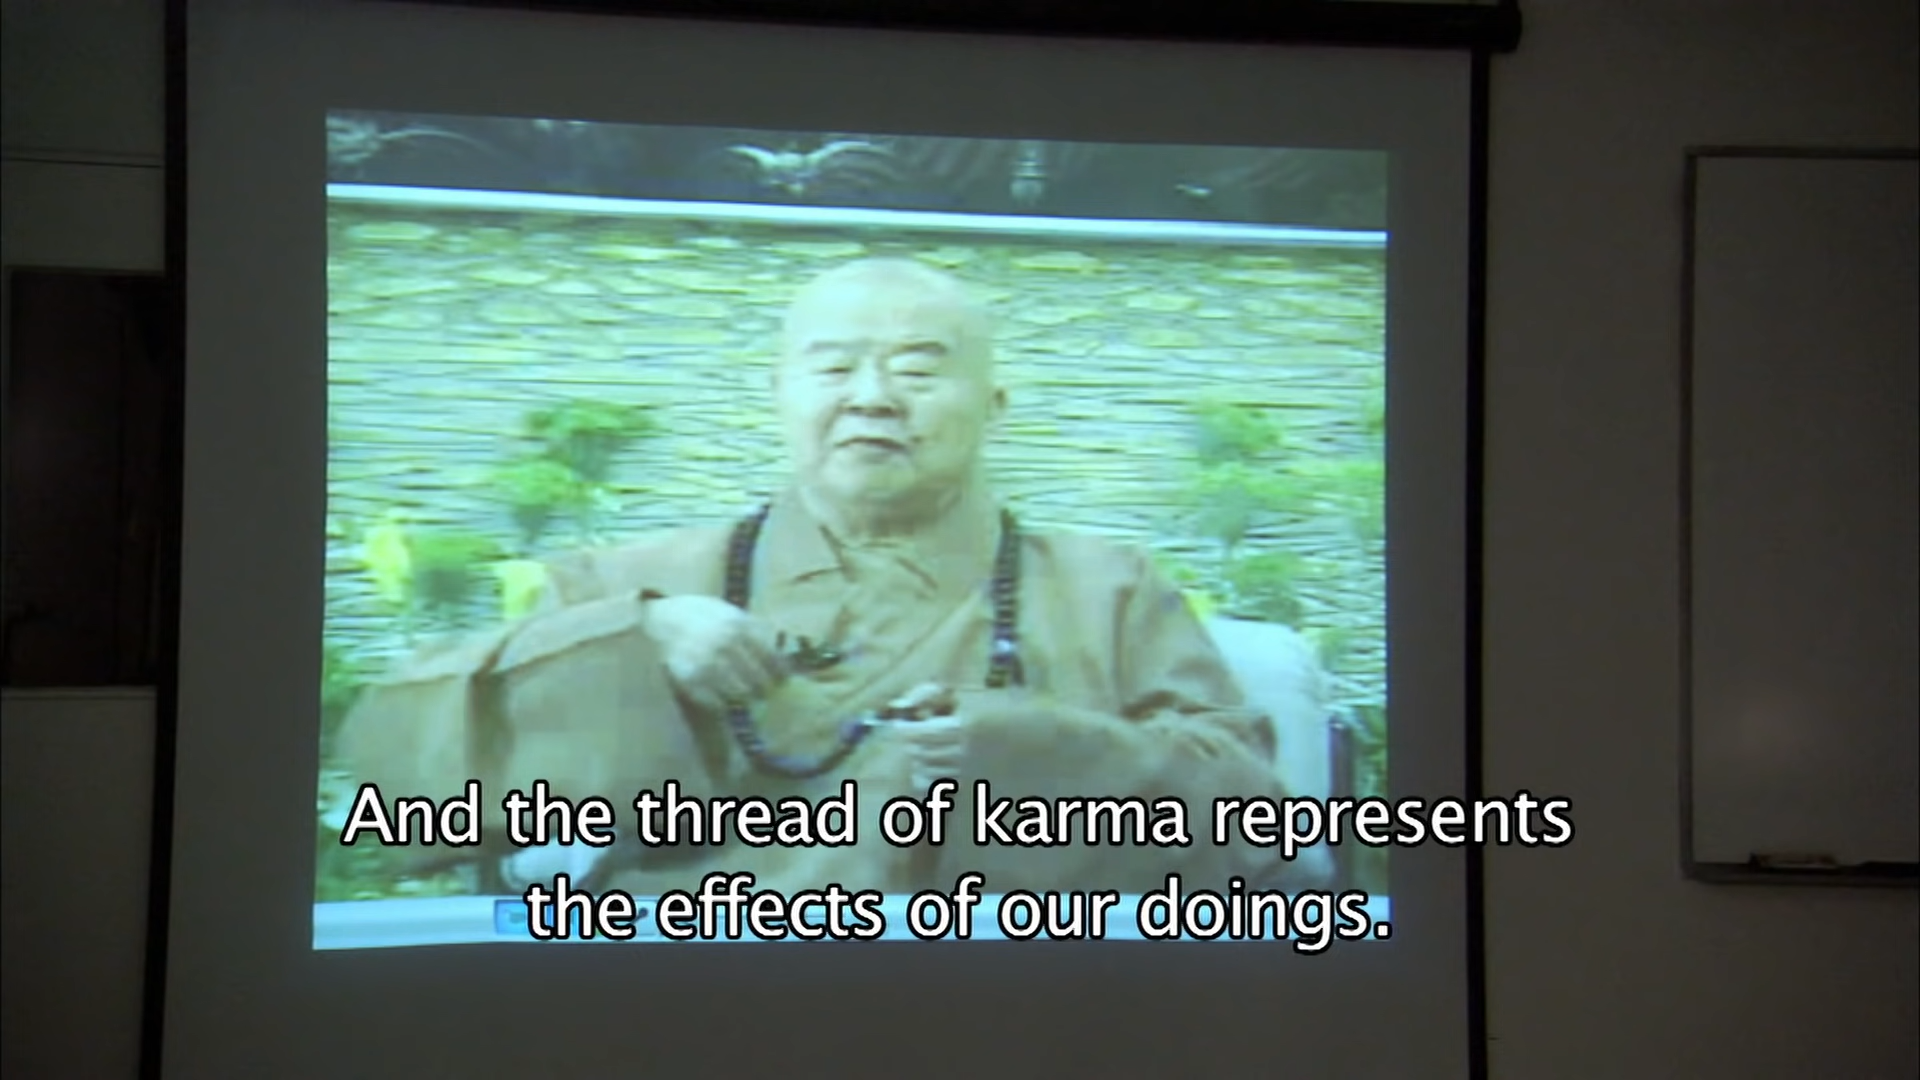 And the thread of karma represents
the effects of our doings.